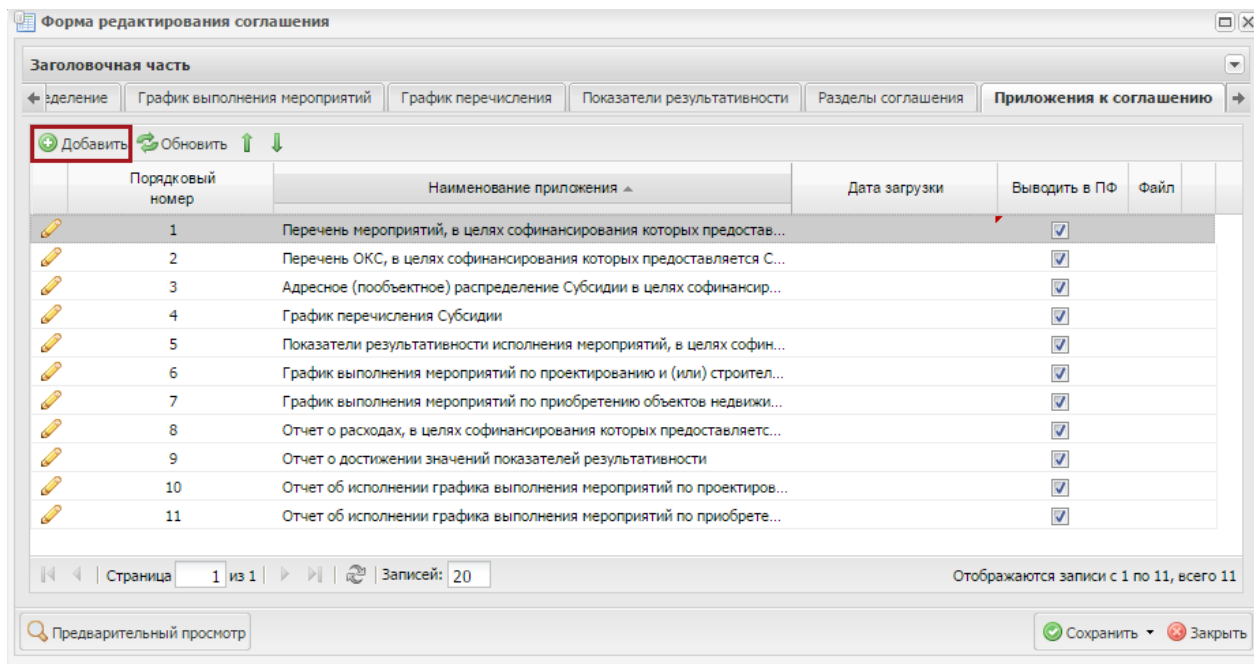 Форма редактирования соглашения
Заголовочная часть
еделение График выполнения мероприятий График перечисления Показатели результативности Разделы соглашения Приложения к соглашению
Добавить Обновить
Порядковый номер Наименование приложения Дата загрузки Выводить в ПФ Файл
1 Перечень мероприятий, в целях софинансирования которых предостав...
2 Перечень ОКС, в целях софинансирования которых предоставляется С...
3 Адресное (пообъектное) распределение Субсидии в целях софинансир...
4 График перечисления Субсидии
5 Показатели результативности исполнения мероприятий, в целях софин...
6 График выполнения мероприятий по проектированию и (или) строител...
7 График выполнения мероприятий по приобретению объектов недвижи...
8 Отчет о расходах, в целях софинансирования которых предоставляетс...
9 Отчет о достижении значений показателей результативности
10 Отчет об исполнении графика выполнения мероприятий по проектиров...
11 Отчет об исполнении графика выполнения мероприятий по приобрете...
Страница 1 из 1 Записей: 20 Отображаются записи с 1 по 11, всего 11
Предварительный просмотр Сохранить Закрыть